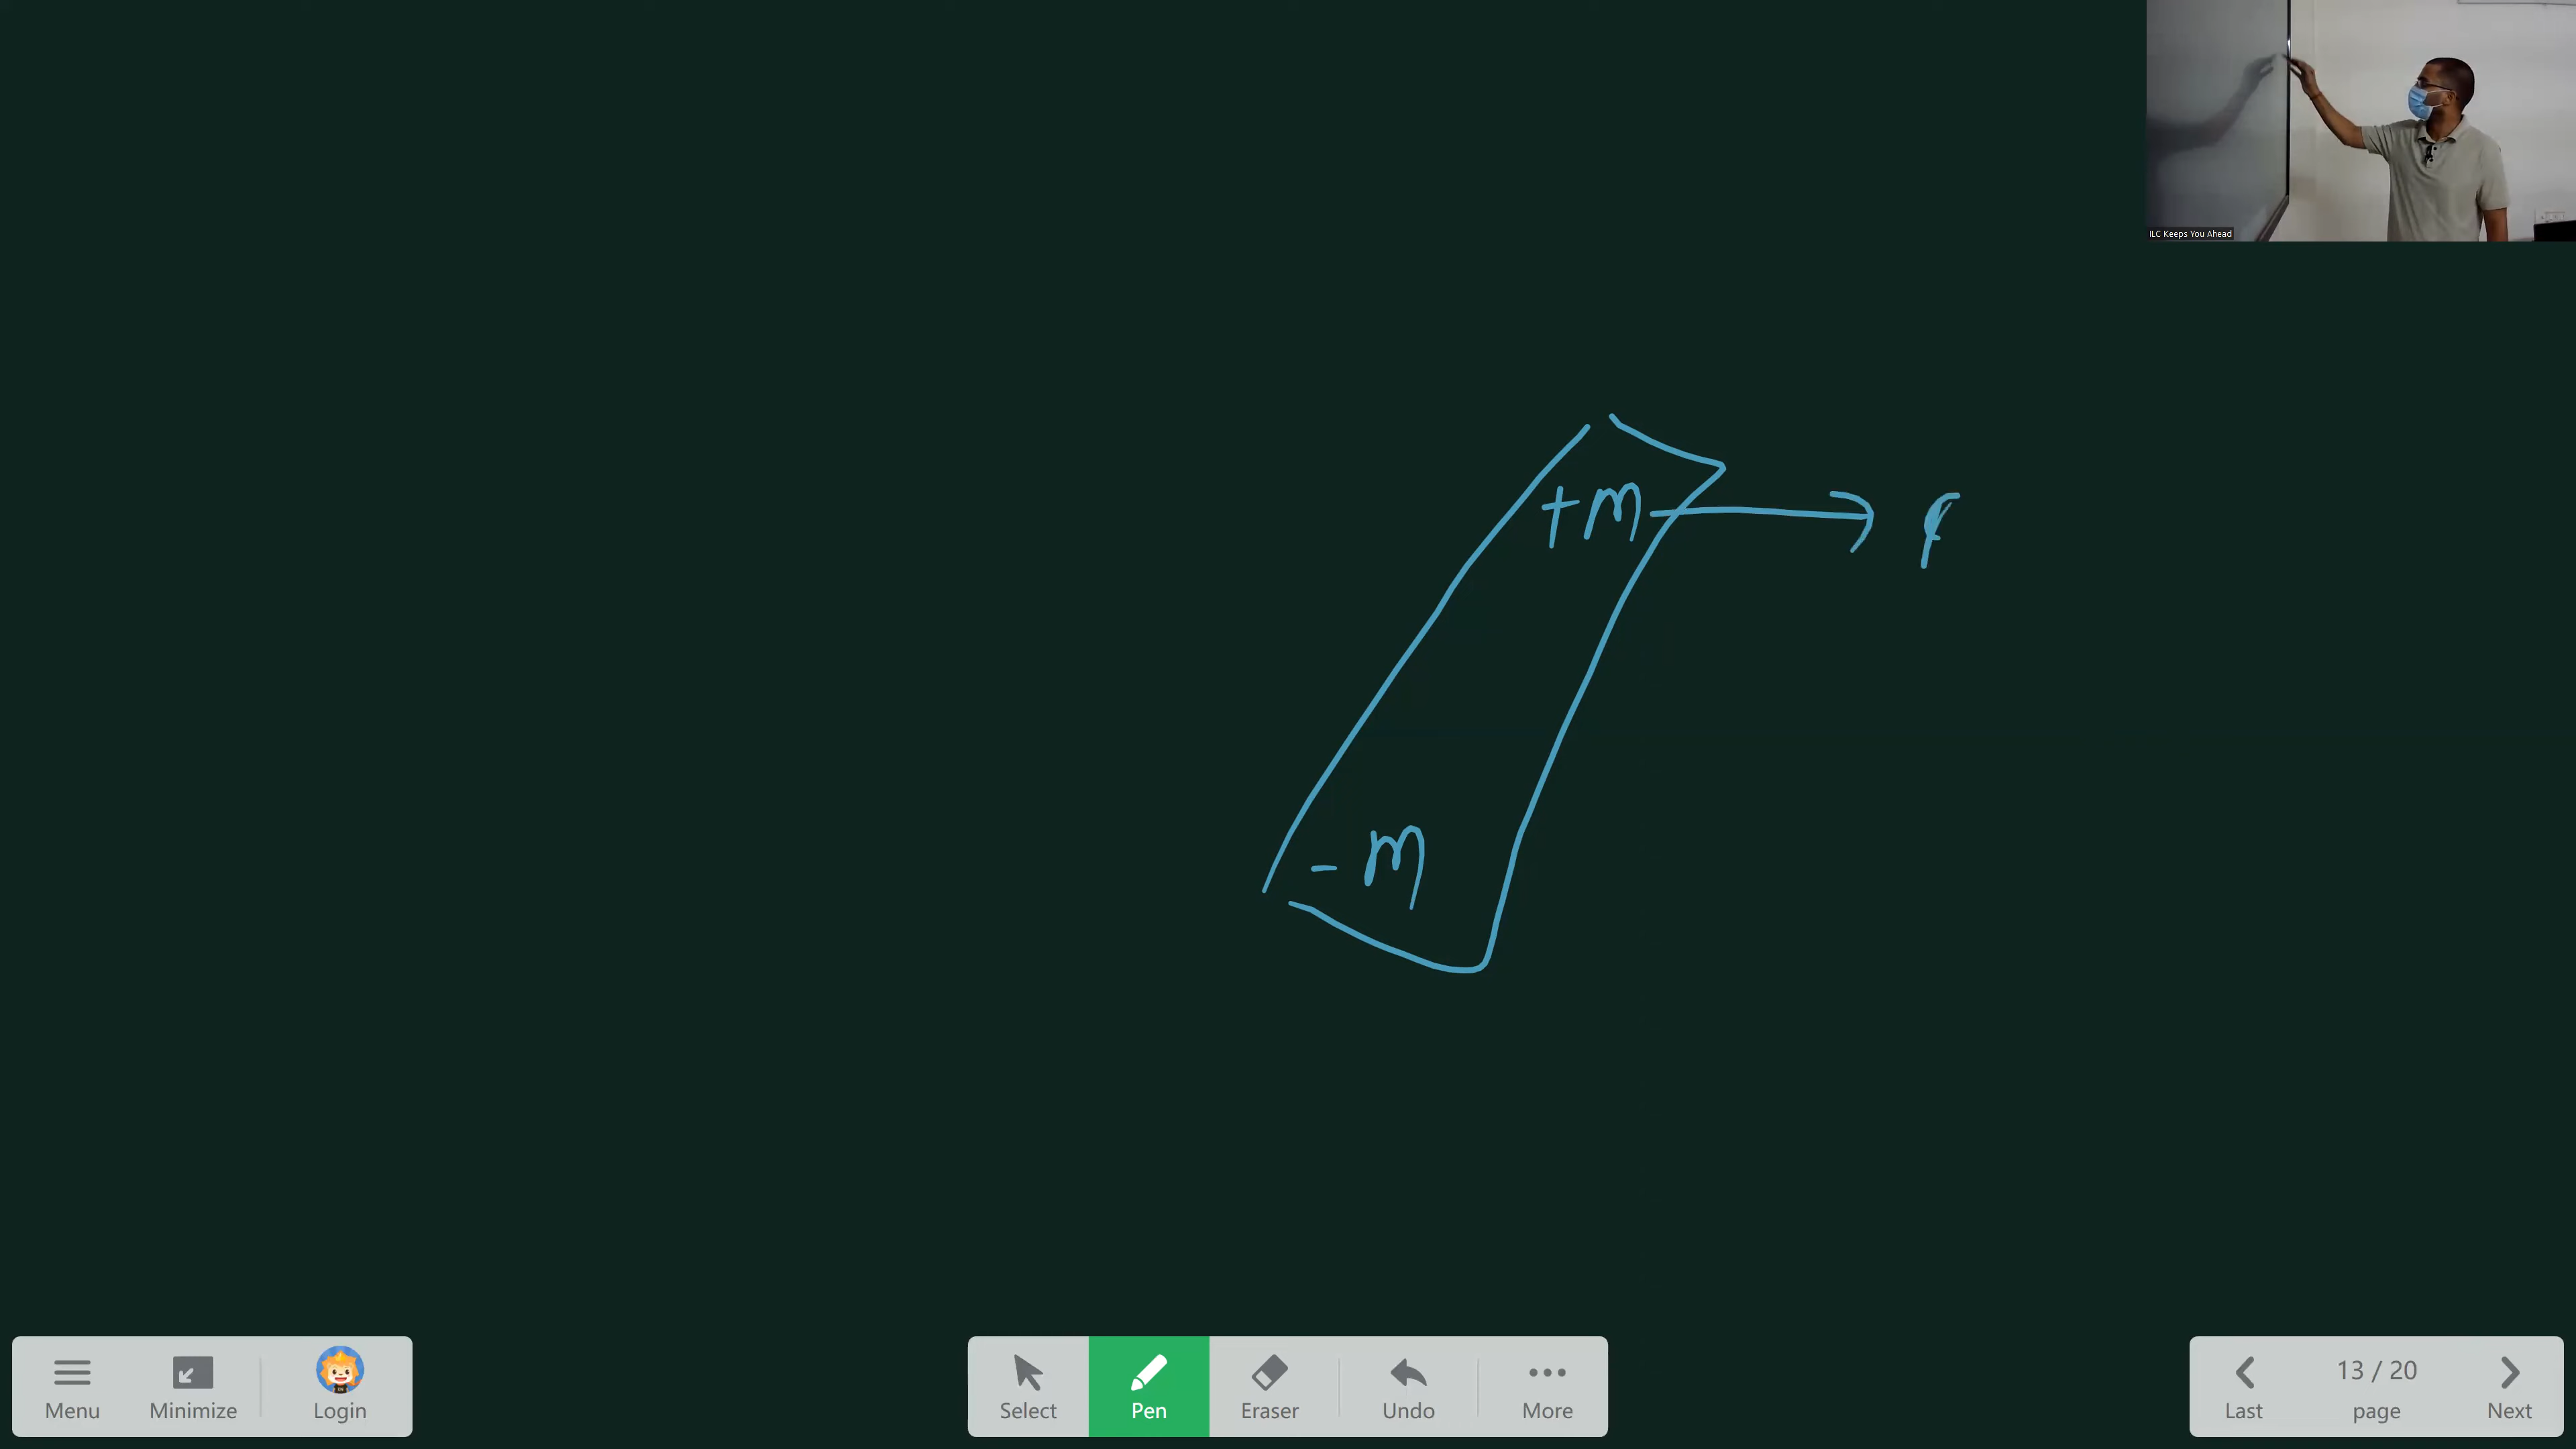 ILC Keeps You Ahead
+m
F
-m
Menu
Minimize
Login
Select
Pen
Eraser
Undo
More
Last
13 / 20
page
Next